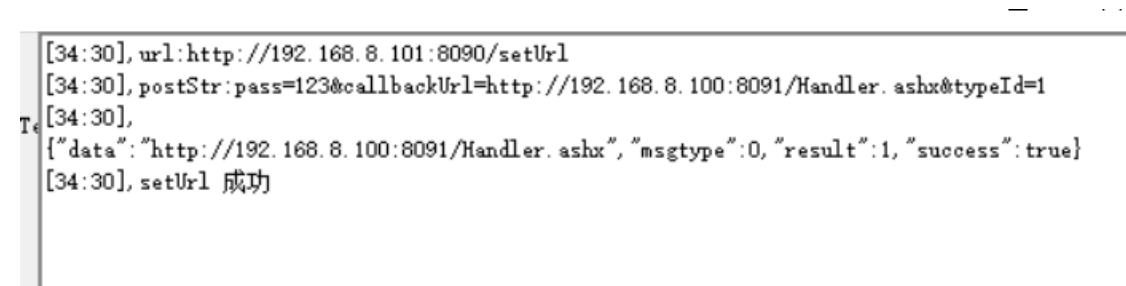 [34:30],url:http://192.168.8.101:8090/setUrl
[34:30],postStr:pass=123&callbackUrl=http://192.168.8.100:8091/Handler.ashx&typeId=1
Te
[34:30],
{"data":"http://192.168.8.100:8091/Handler.ashx","msgtype":0,"result":1,"success":true}
[34:30],setUrl 成功